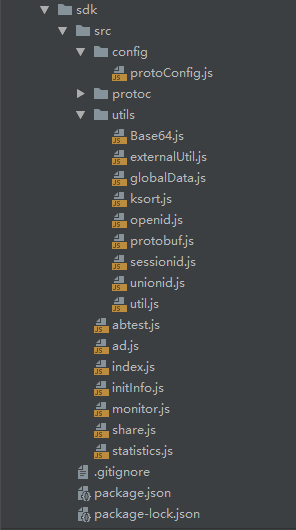 sdk
src
config
protoConfig.js
protoc
utils
Base64.js
externalUtil.js
globalData.js
ksort.js
openid.js
protobuf.js
sessionid.js
unionid.js
util.js
abtest.js
ad.js
index.js
initInfo.js
monitor.js
share.js
statistics.js
.gitignore
package.json
package-lock.json